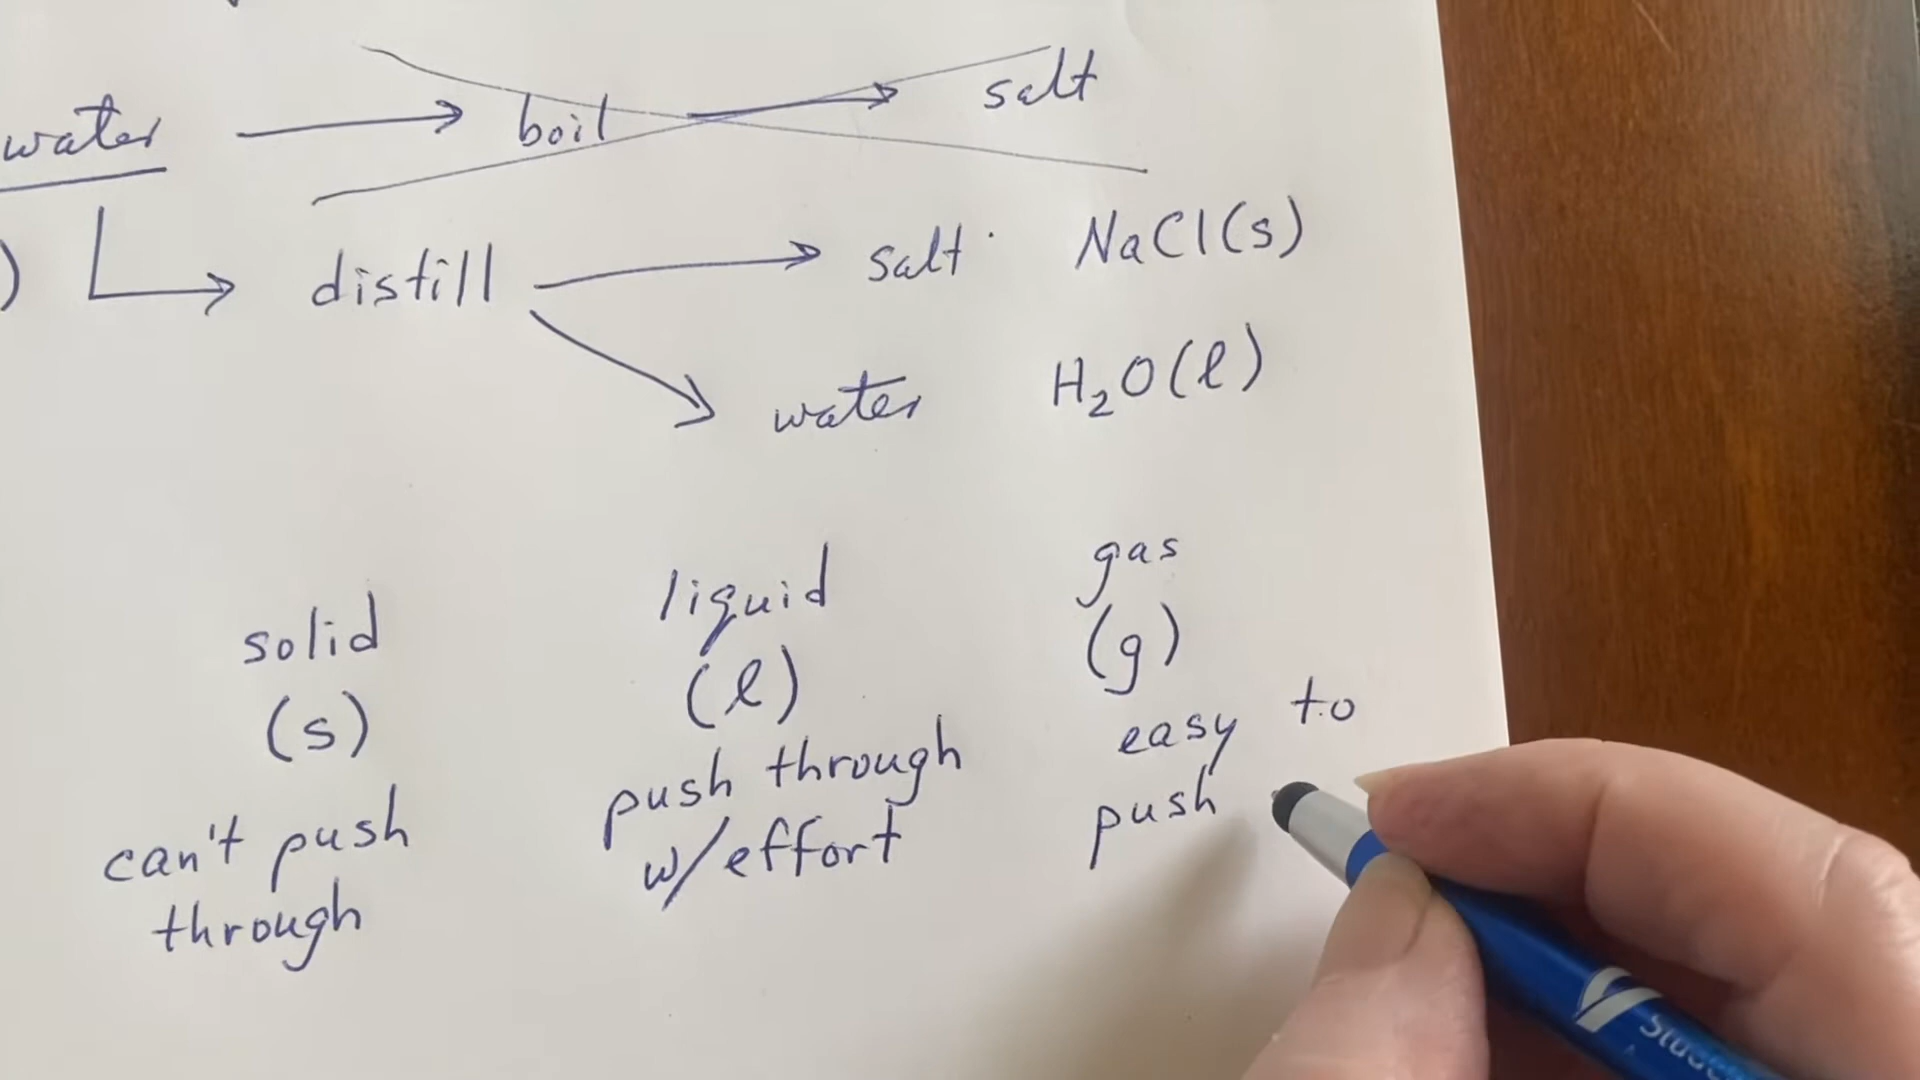 water → boil → salt
) → distill → salt NaCl(s)
water H₂O(l)
solid liquid gas
(s) (l) (g)
can't push through
push through w/effort
easy to push